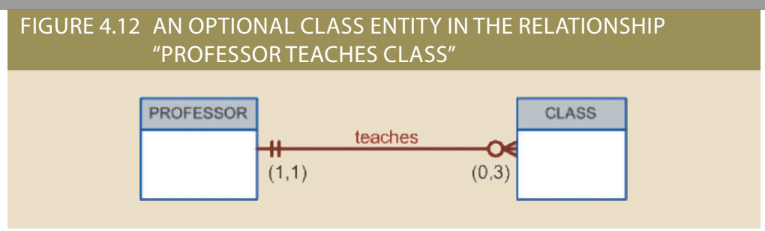 FIGURE 4.12 AN OPTIONAL CLASS ENTITY IN THE RELATIONSHIP
“PROFESSOR TEACHES CLASS”
PROFESSOR
CLASS
teaches
(1,1)
(0,3)